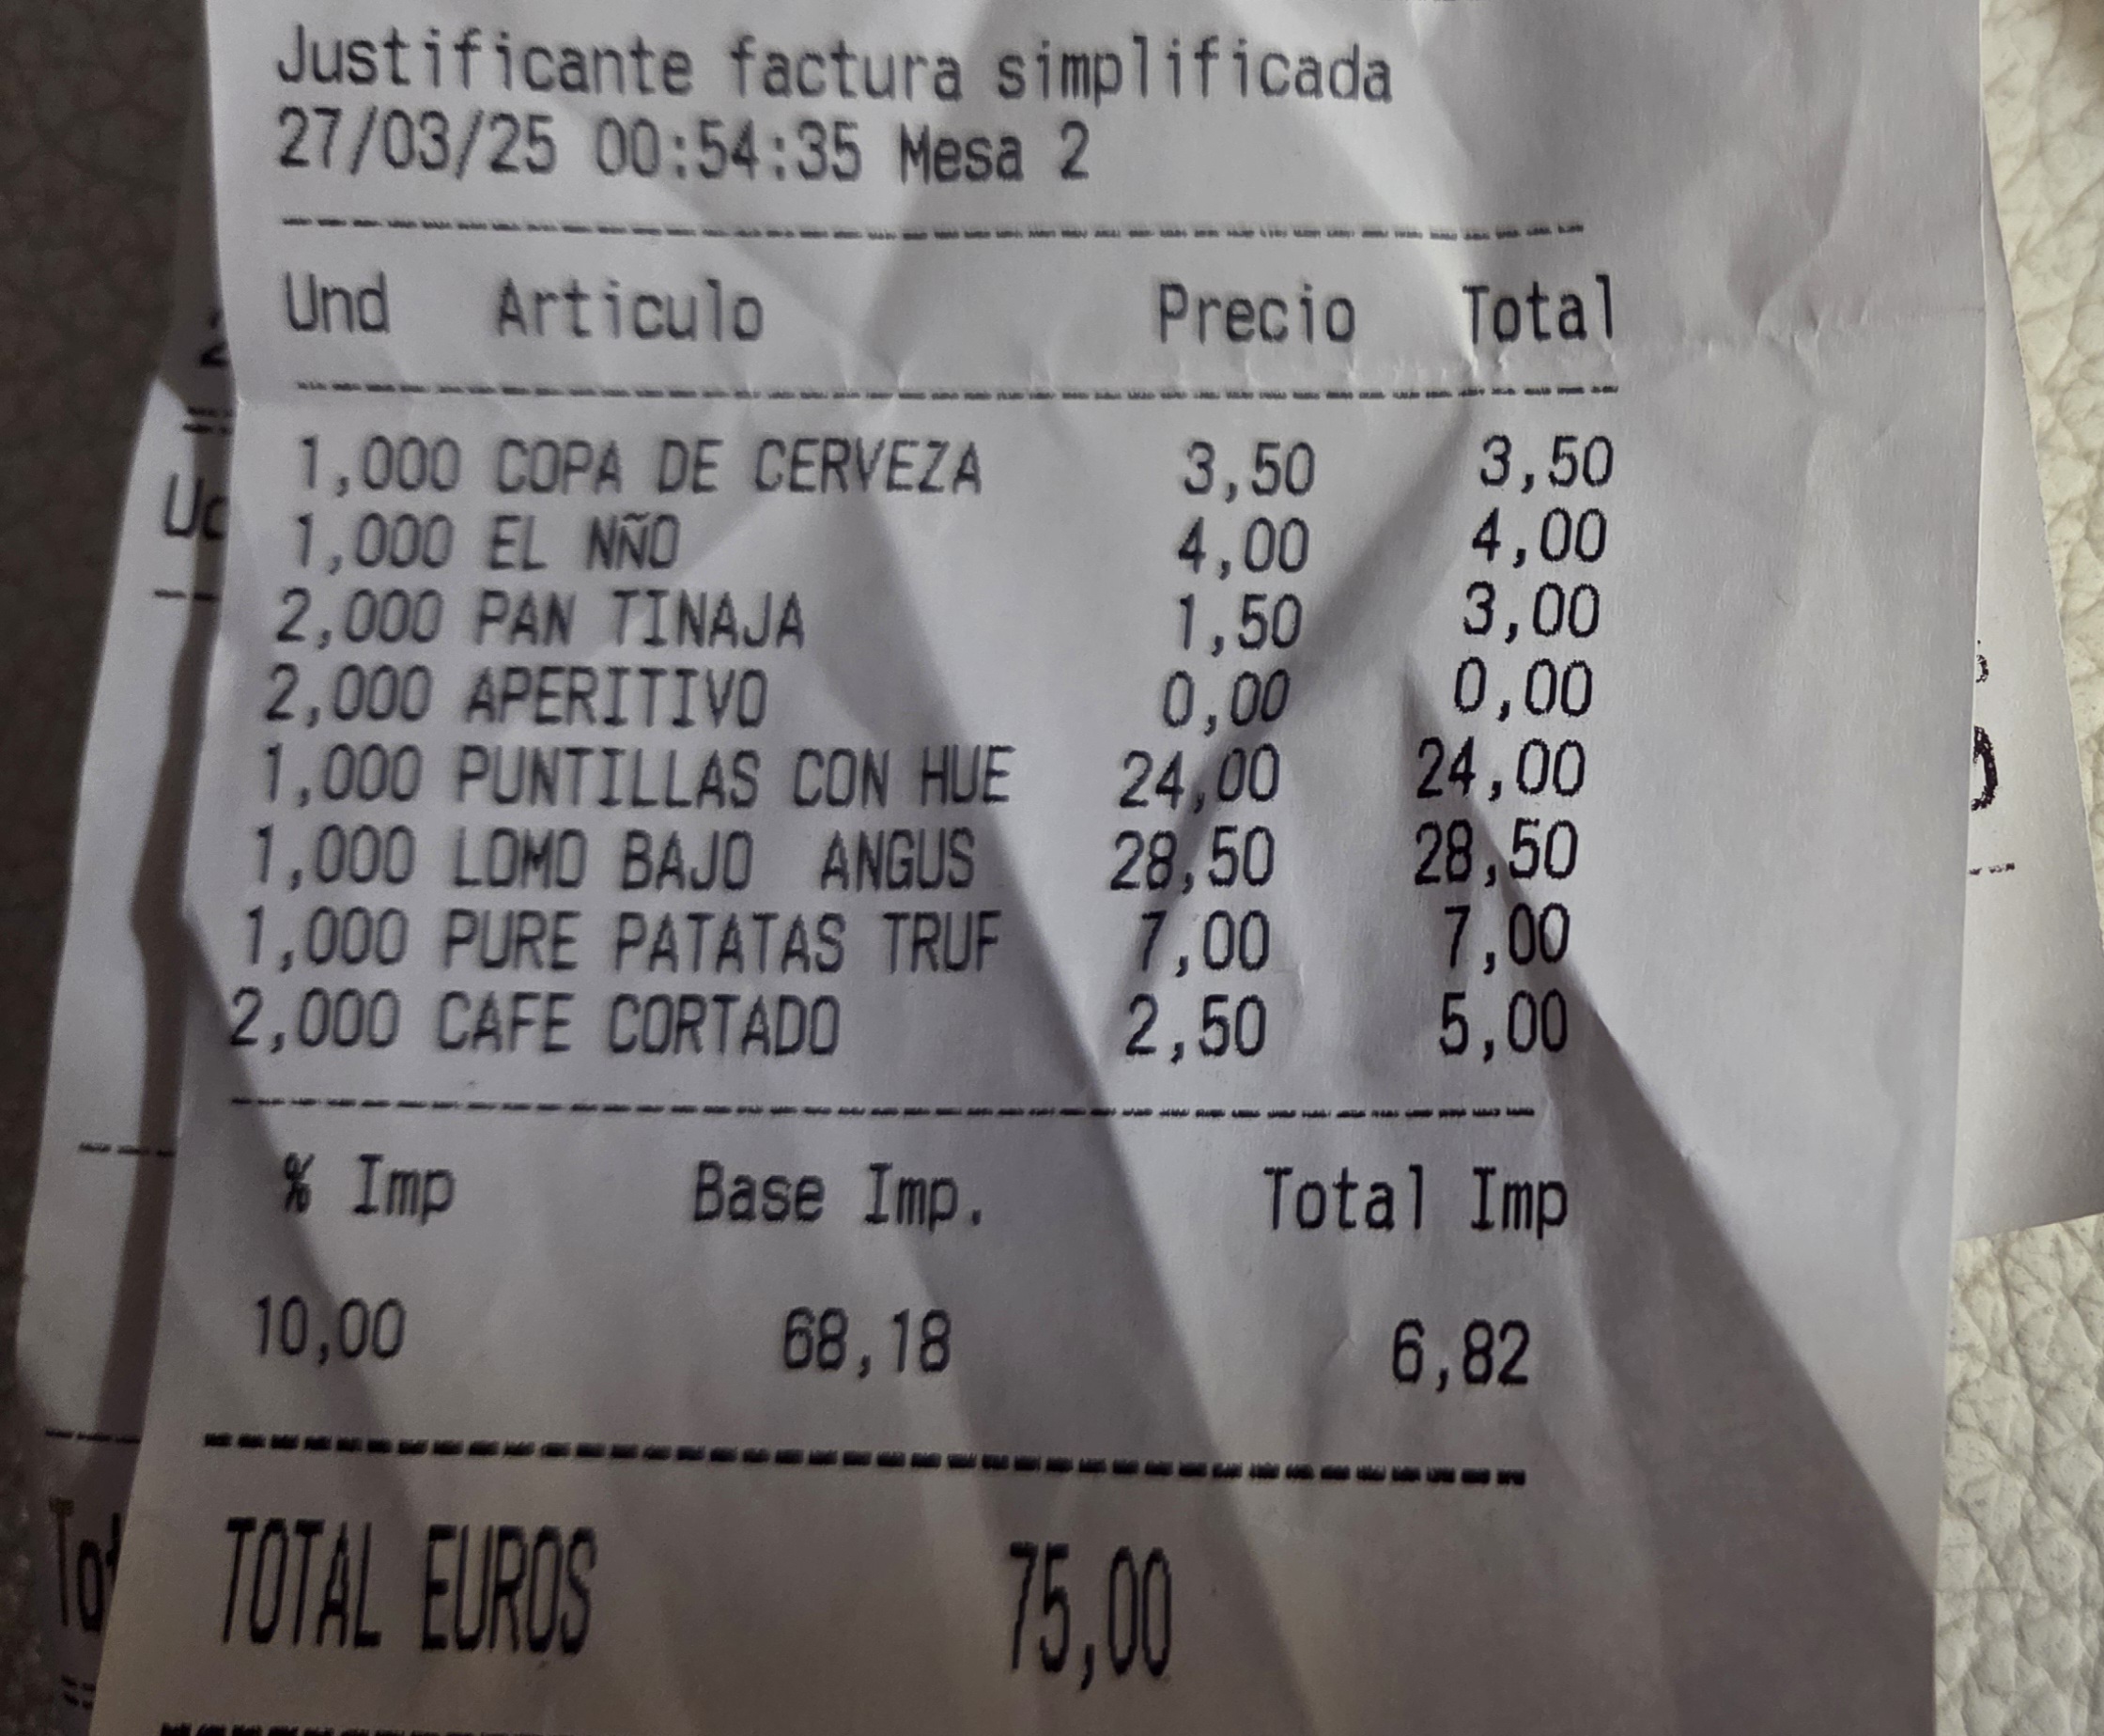 Justificante factura simplificada
27/03/25 00:54:35 Mesa 2
Und Articulo Precio Total
1,000 COPA DE CERVEZA 3,50 3,50
1,000 EL NÑO 4,00 4,00
2,000 PAN TINAJA 1,50 3,00
2,000 APERITIVO 0,00 0,00
1,000 PUNTILLAS CON HUE 24,00 24,00
1,000 LOMO BAJO ANGUS 28,50 28,50
1,000 PURE PATATAS TRUF 7,00 7,00
2,000 CAFE CORTADO 2,50 5,00
% Imp Base Imp. Total Imp
10,00 68,18 6,82
TOTAL EUROS 75,00